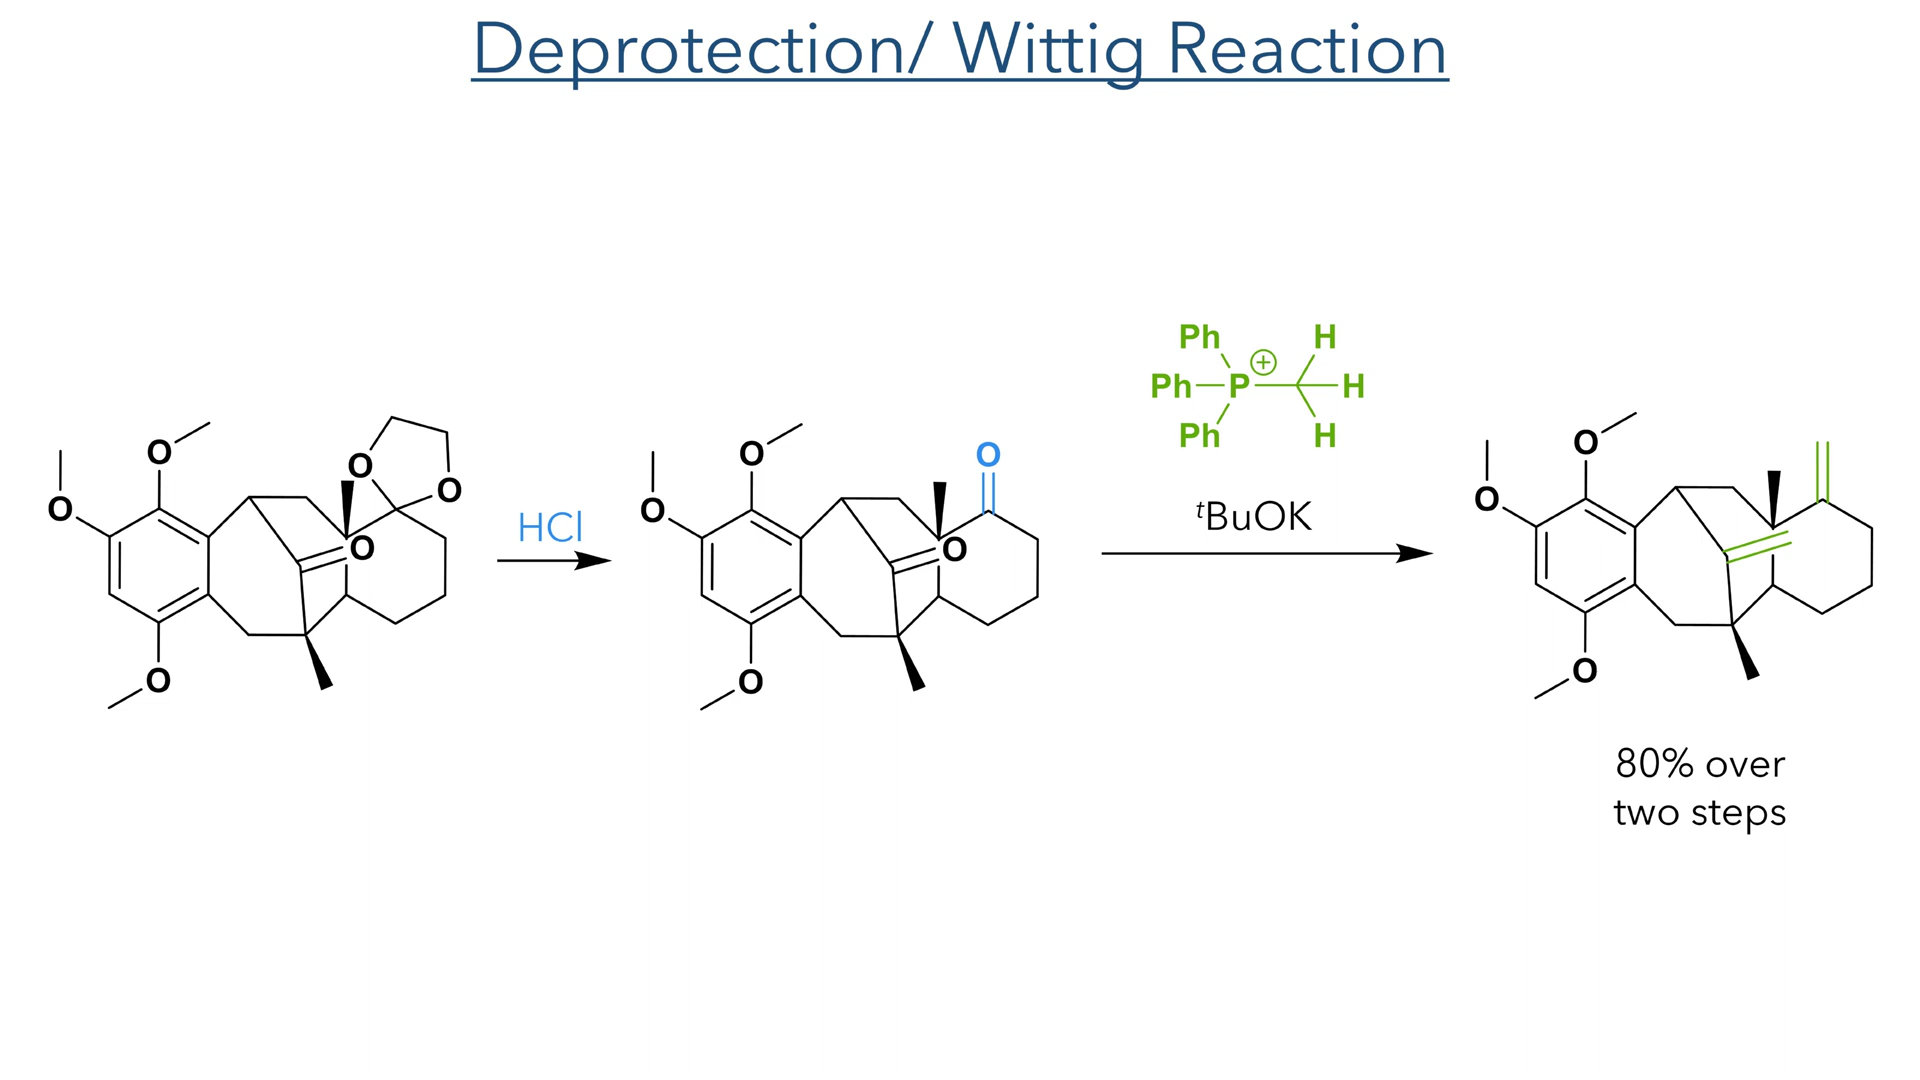 Deprotection/ Wittig Reaction
O
O
O
O
O
O
HCl
O
O
O
O
O
Ph
Ph
Ph
P
+
H
H
H
ᵗBuOK
O
O
O
80% over
two steps